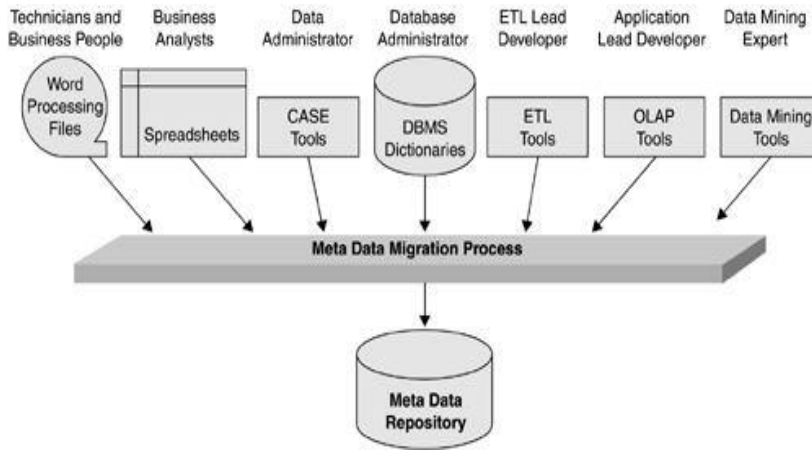 Technicians and
Business People
Business
Analysts
Data
Administrator
Database
Administrator
ETL Lead
Developer
Application
Lead Developer
Data Mining
Expert
Word
Processing
Files
Spreadsheets
CASE
Tools
DBMS
Dictionaries
ETL
Tools
OLAP
Tools
Data Mining
Tools
Meta Data Migration Process
Meta Data
Repository